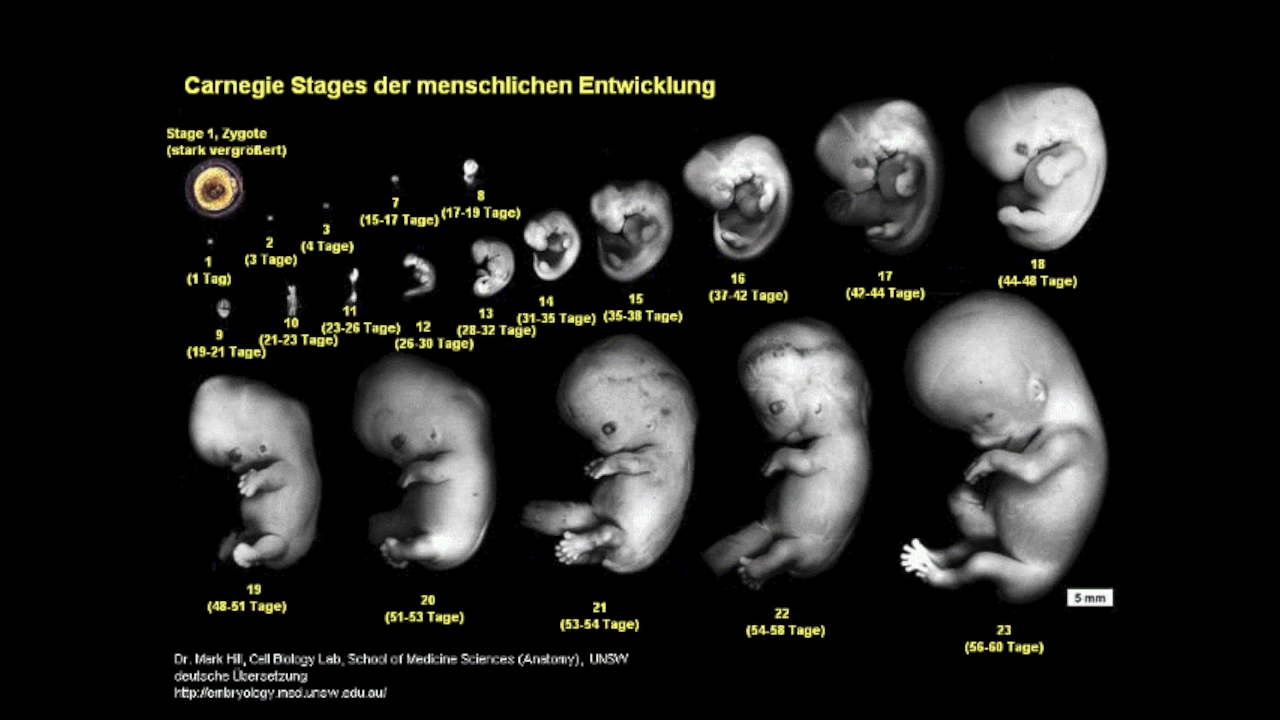 Carnegie Stages der menschlichen Entwicklung
Stage 1, Zygote
(stark vergrößert)
1
(1 Tag)
2
(3 Tage)
3
(4 Tage)
7
(15-17 Tage)
8
(17-19 Tage)
9
(19-21 Tage)
10
(21-23 Tage)
11
(23-26 Tage)
12
(26-30 Tage)
13
(28-32 Tage)
14
(31-35 Tage)
15
(35-38 Tage)
16
(37-42 Tage)
17
(42-44 Tage)
18
(44-48 Tage)
19
(48-51 Tage)
20
(51-53 Tage)
21
(53-54 Tage)
22
(54-58 Tage)
23
(56-60 Tage)
5 mm
Dr. Mark Hill, Cell Biology Lab, School of Medicine Sciences (Anatomy), UNSW
deutsche Übersetzung
http://embryology.med.unsw.edu.au/